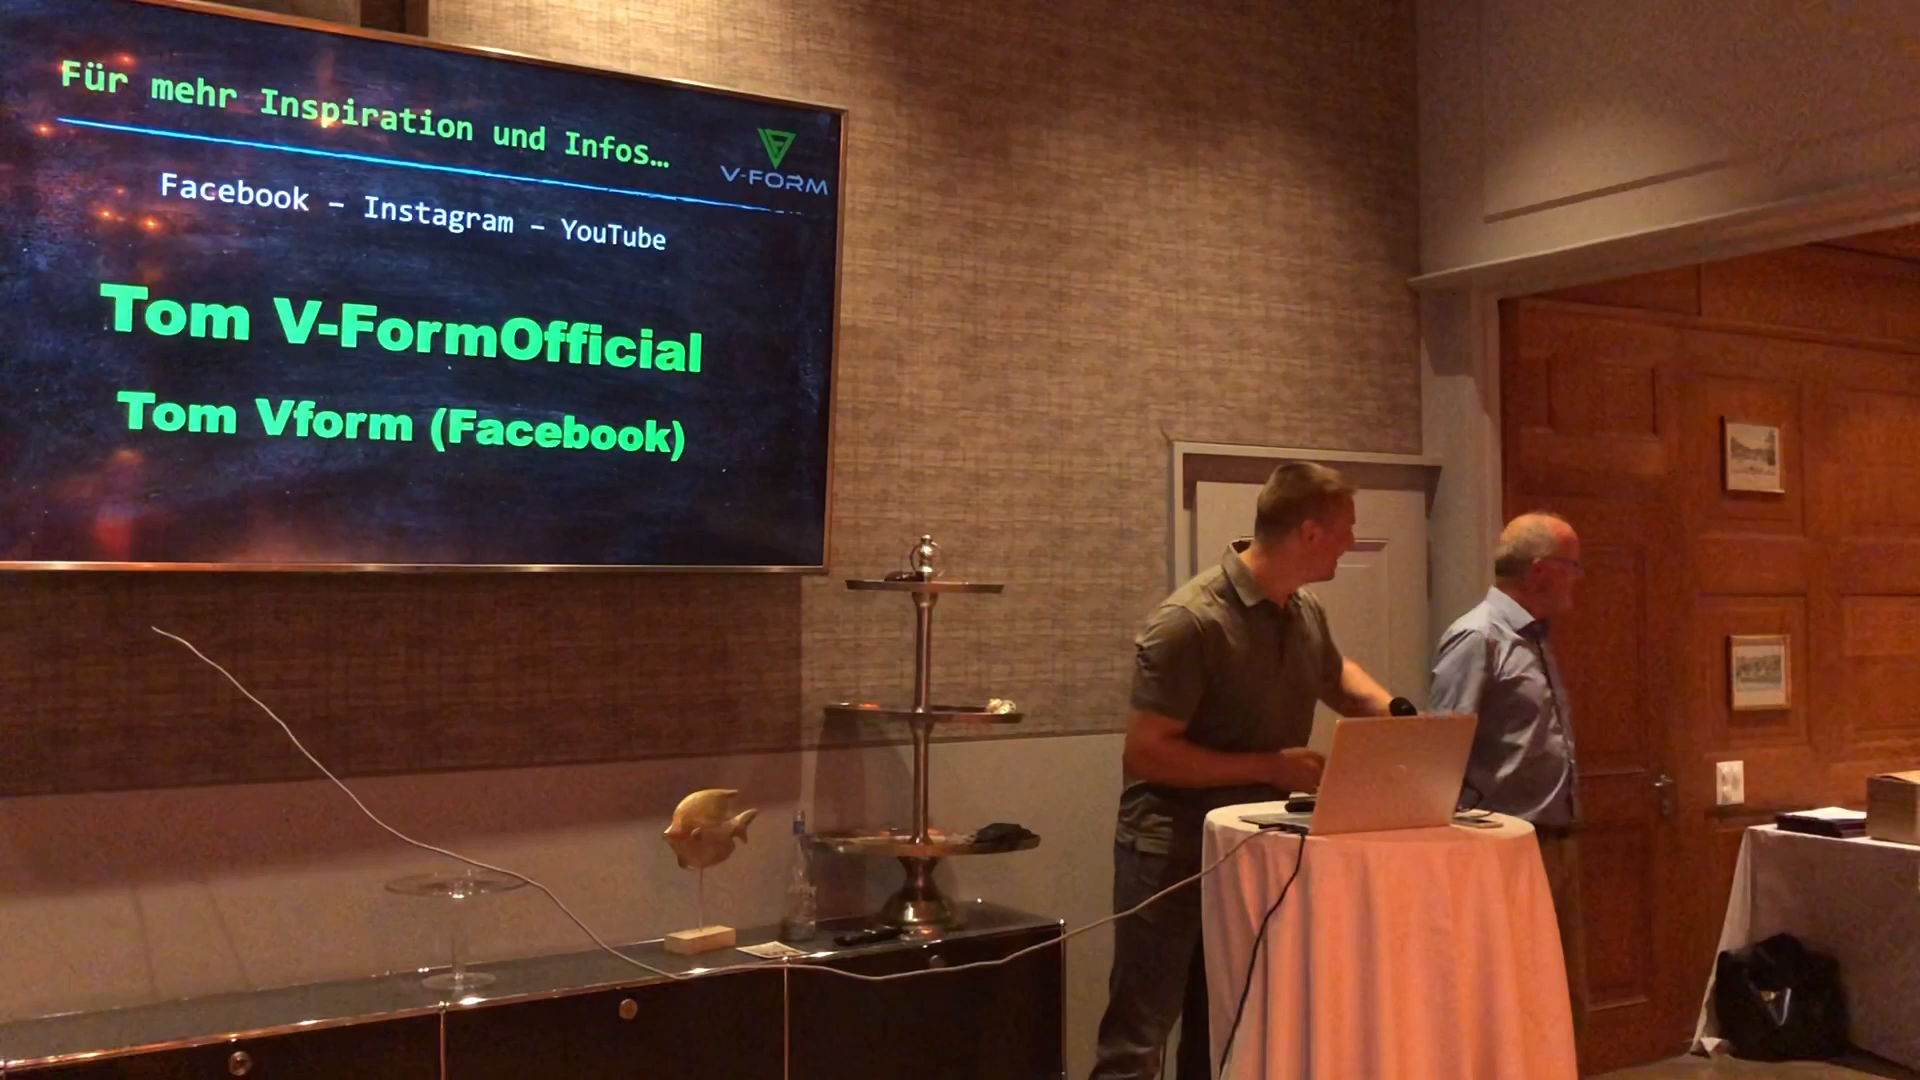 Für mehr Inspiration und Infos…
V-FORM
Facebook – Instagram – YouTube
Tom V-FormOfficial
Tom Vform (Facebook)